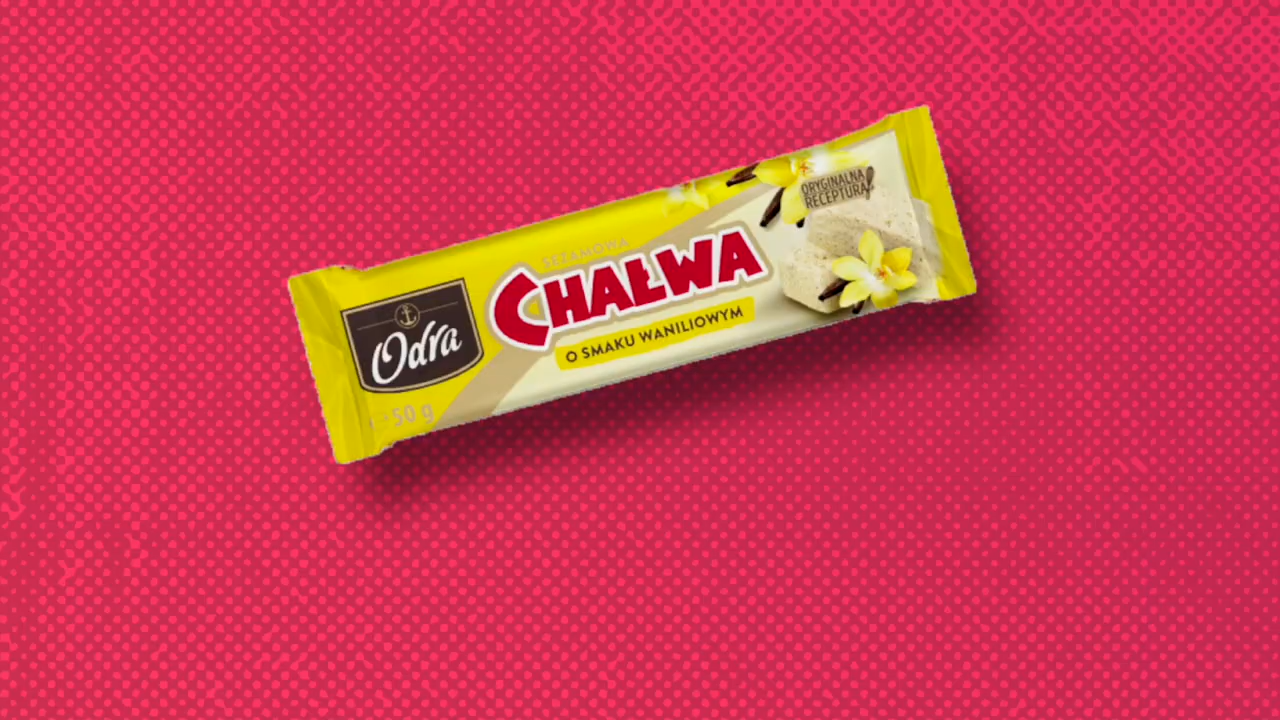 Odra
SEZAMOWA
CHAŁWA
O SMAKU WANILIOWYM
ORYGINALNA
RECEPTURA!
50 g